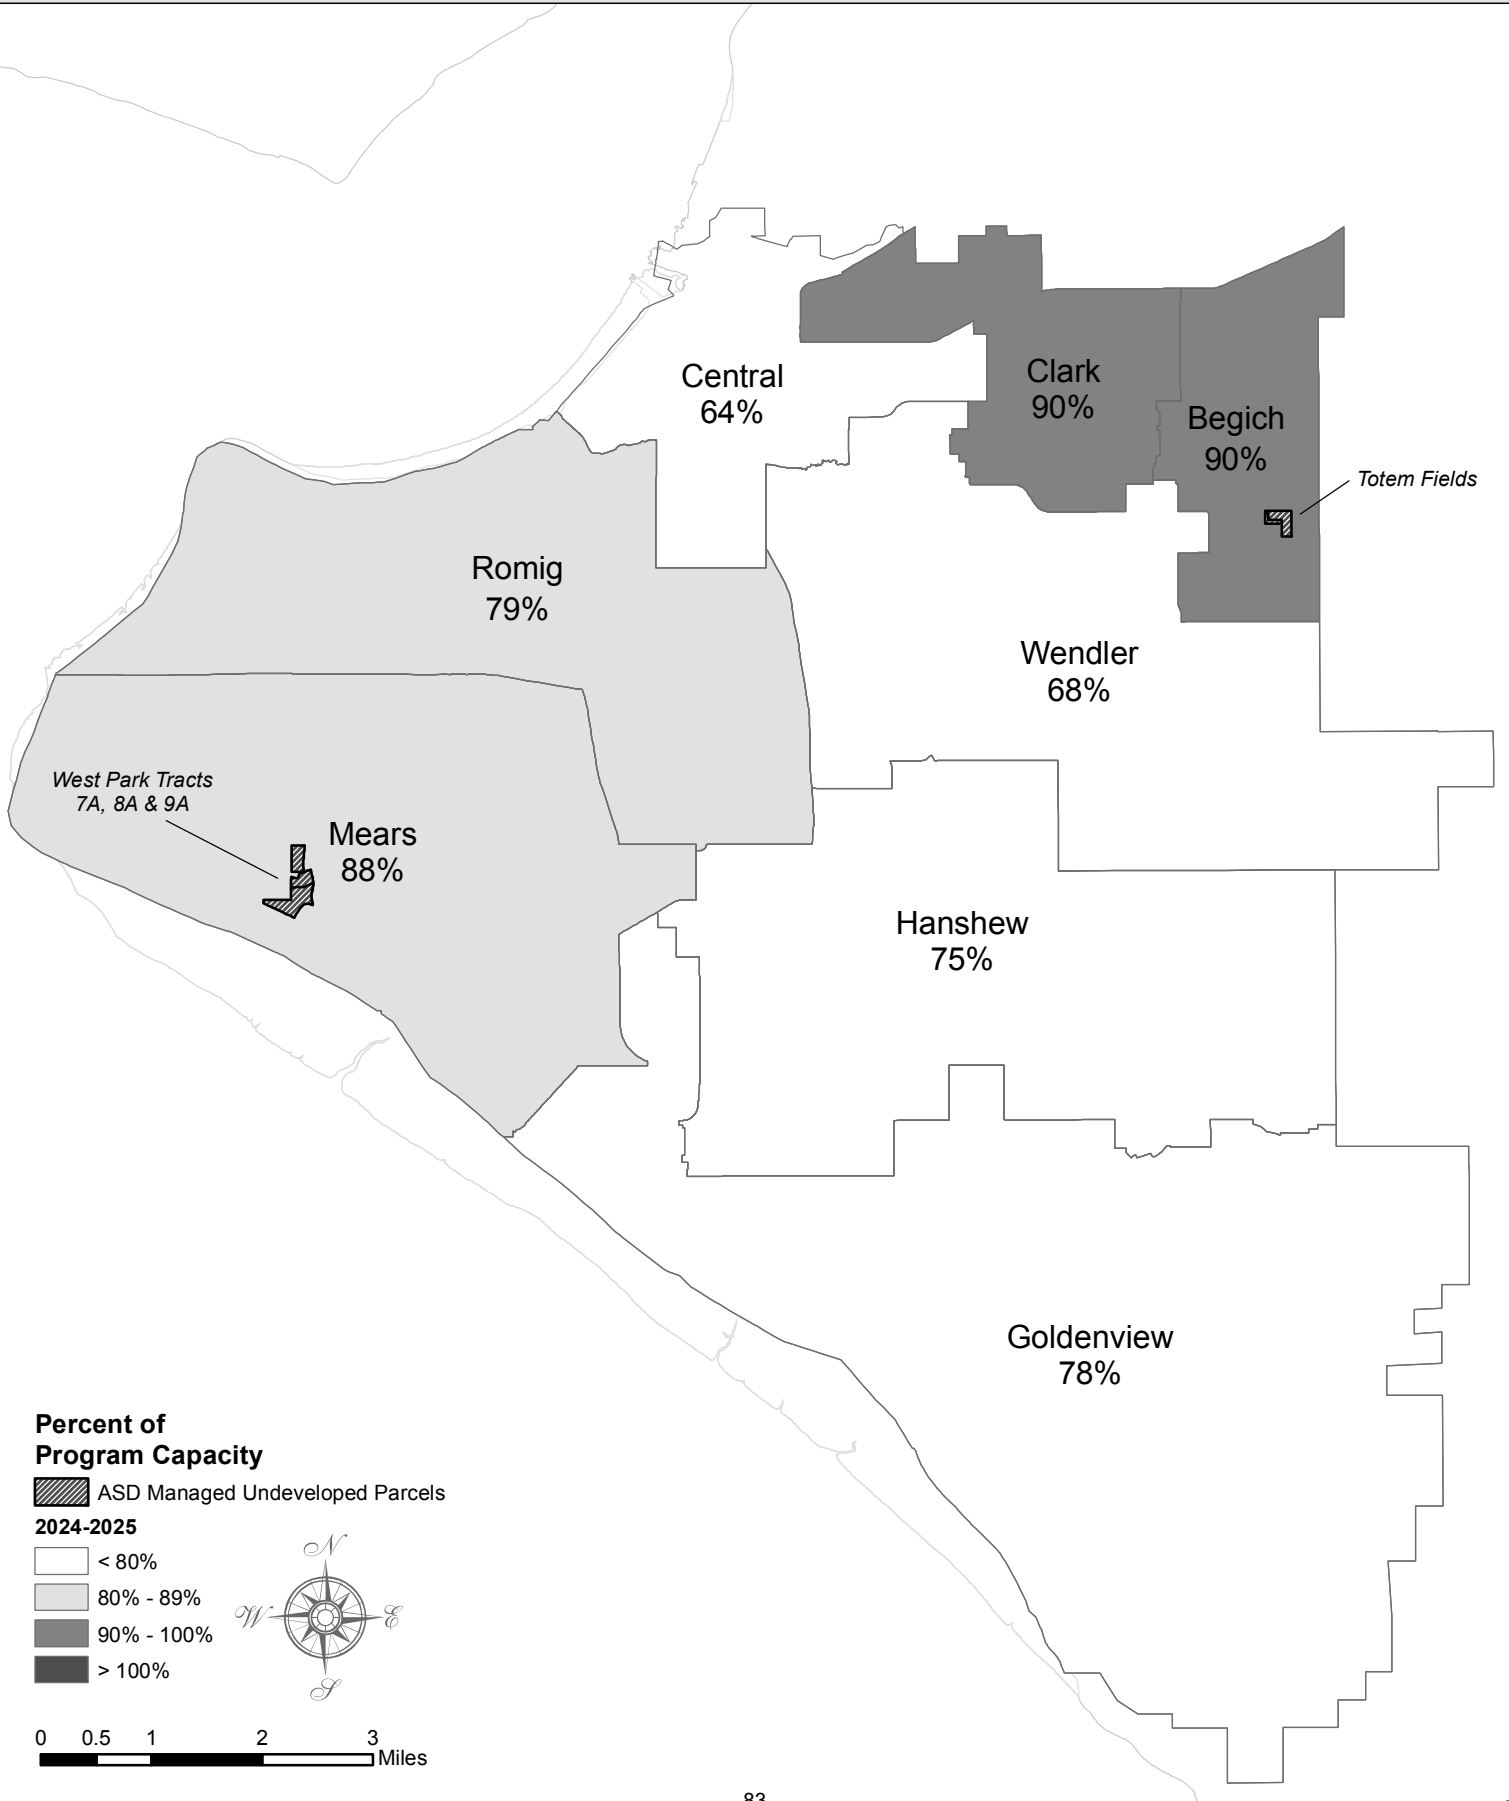 Central
64%
Clark
90%
Begich
90%
Totem Fields
Romig
79%
Wendler
68%
West Park Tracts
7A, 8A & 9A
Mears
88%
Hanshew
75%
Goldenview
78%
Percent of
Program Capacity
ASD Managed Undeveloped Parcels
2024-2025
< 80%
80% - 89%
90% - 100%
> 100%
N
W
E
S
0 0.5 1 2 3
Miles
83